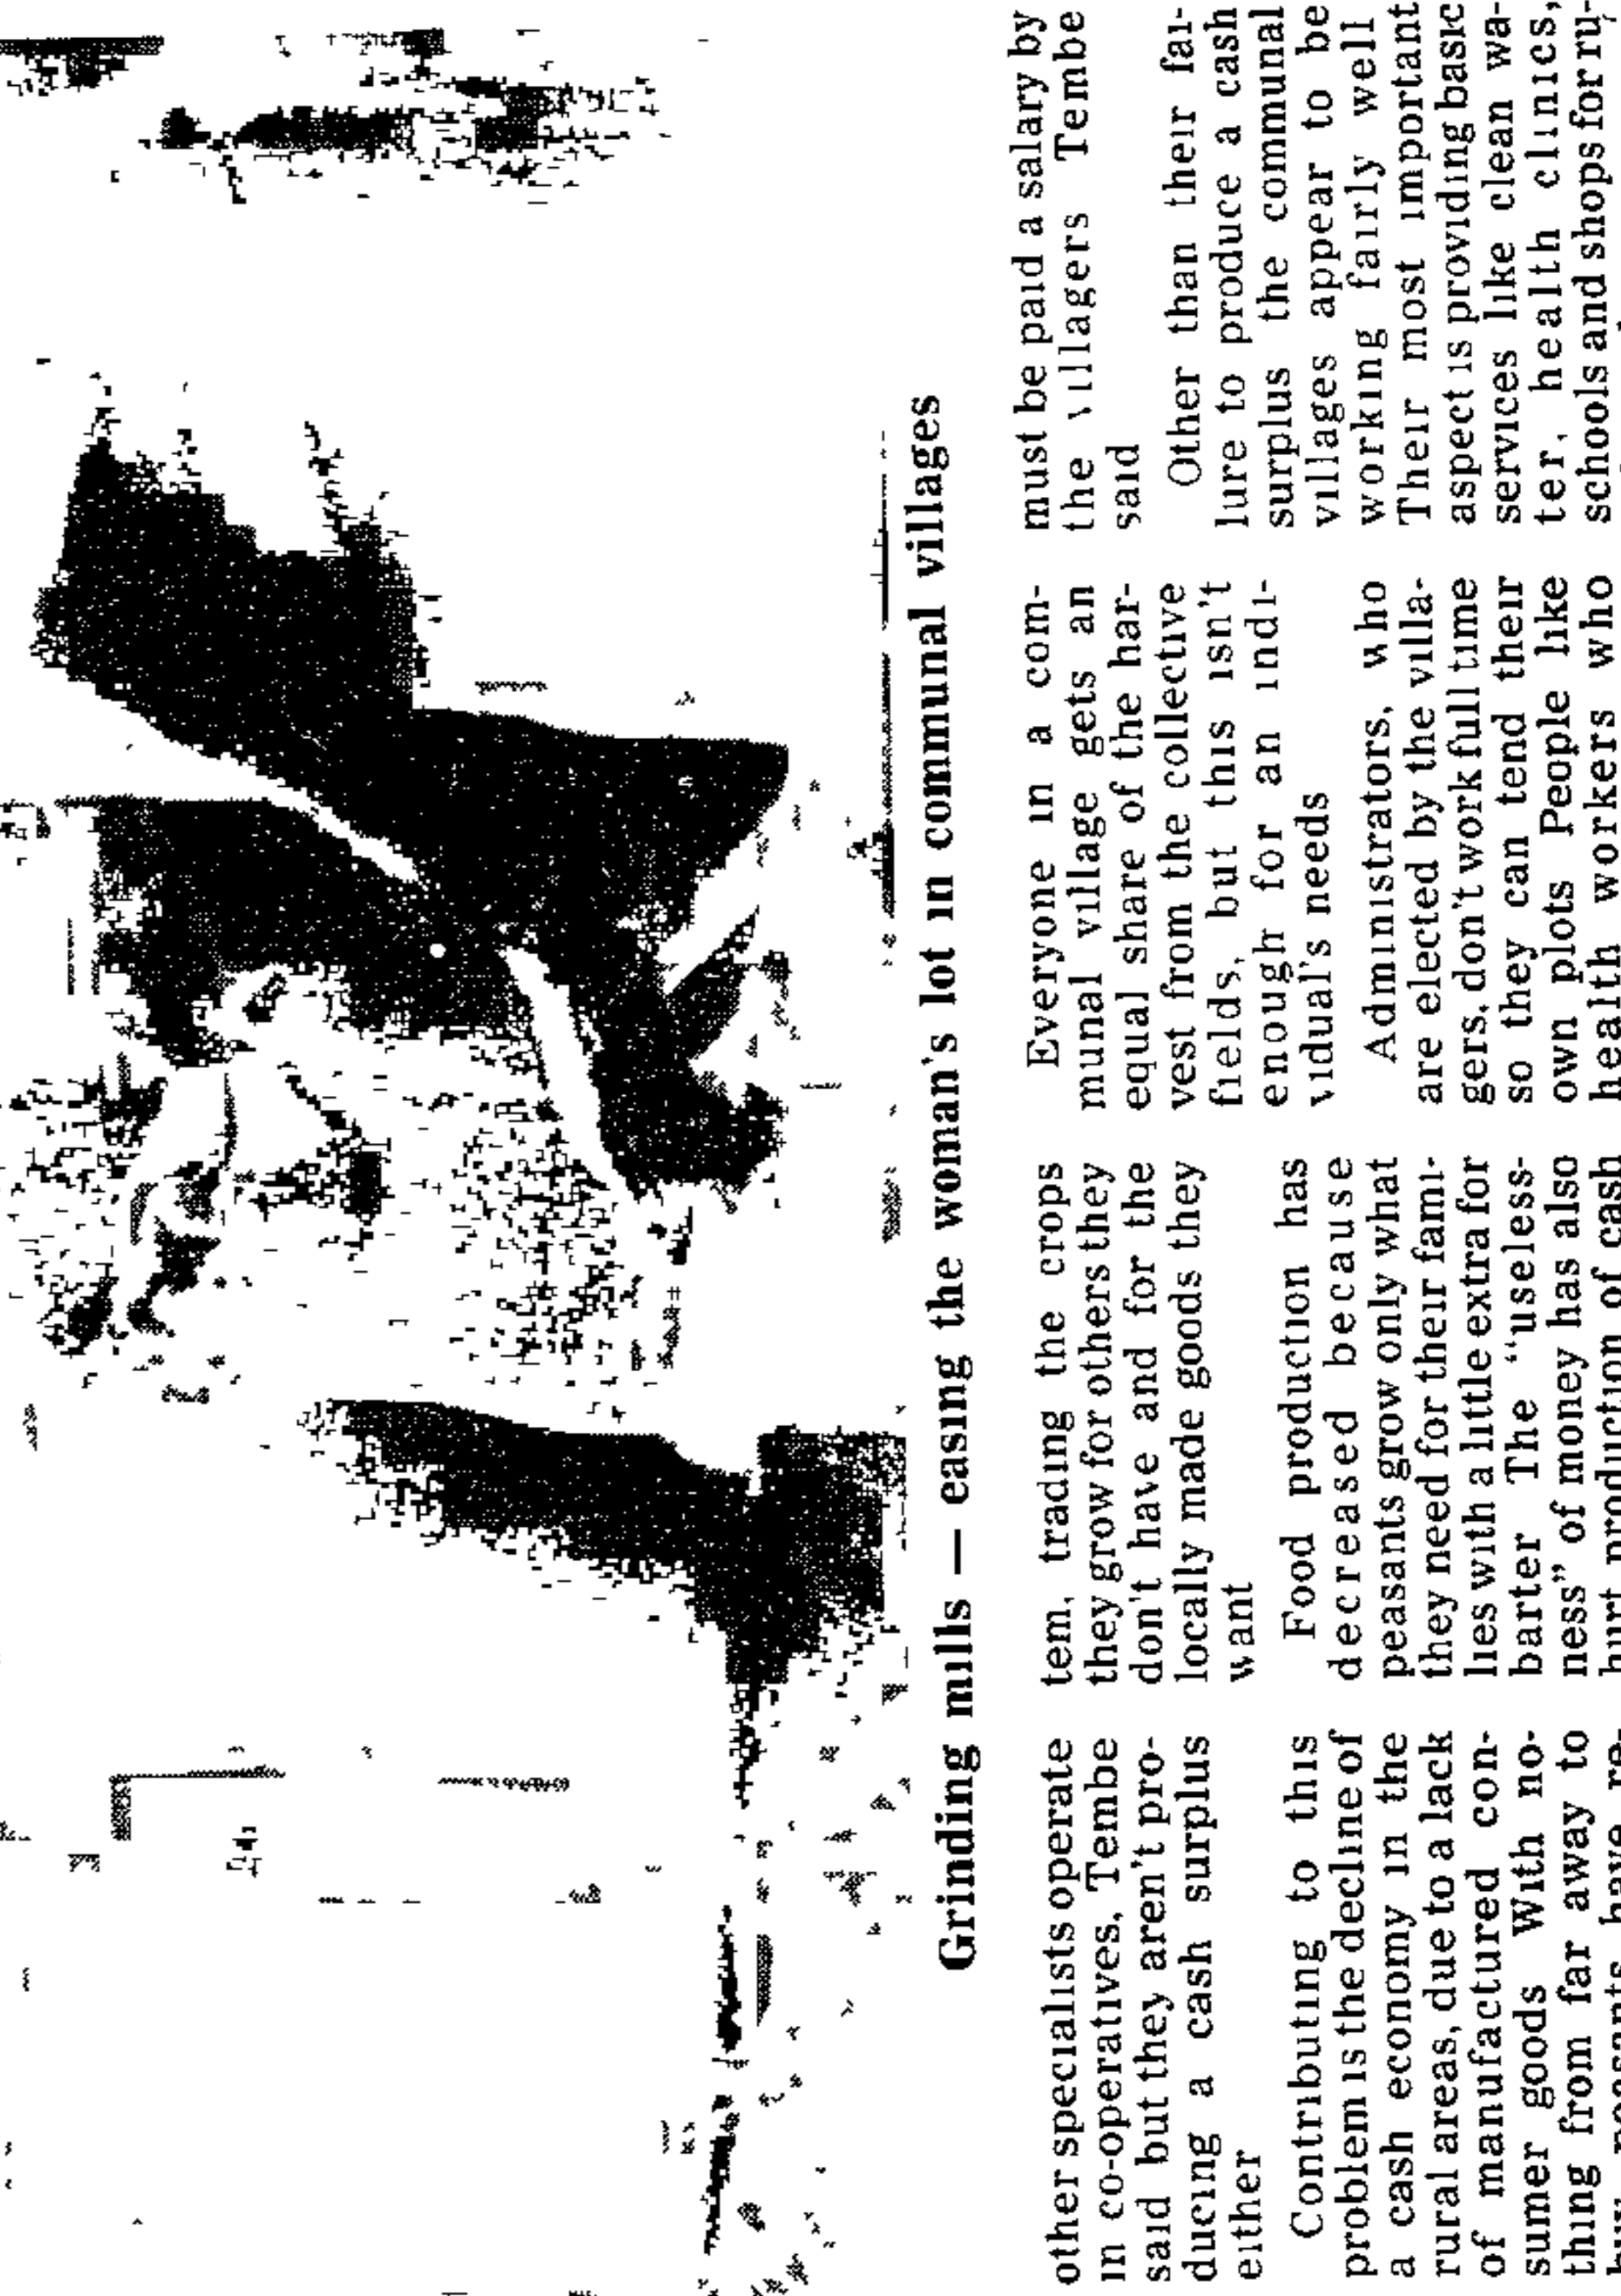 Grinding mills — easing the woman's lot in communal villages
other specialists operate
in co-operatives, Tembe
said but they aren't pro-
ducing a cash surplus
either
Contributing to this
problem is the decline of
a cash economy in the
rural areas, due to a lack
of manufactured con-
sumer goods With no-
thing from far away to
buy, peasants have re-
tem, trading the crops
they grow for others they
don't have and for the
locally made goods they
want
Food production has
decreased because
peasants grow only what
they need for their fami-
lies with a little extra for
barter The "useless-
ness" of money has also
hurt production of cash
Everyone in a com-
munal village gets an
equal share of the har-
vest from the collective
fields, but this isn't
enough for an indi-
vidual's needs
Administrators, who
are elected by the villa-
gers, don't work full time
so they can tend their
own plots People like
health workers who
must be paid a salary by
the villagers Tembe
said
Other than their fai-
lure to produce a cash
surplus the communal
villages appear to be
working fairly well
Their most important
aspect is providing basic
services like clean wa-
ter, health clinics,
schools and shops for ru-